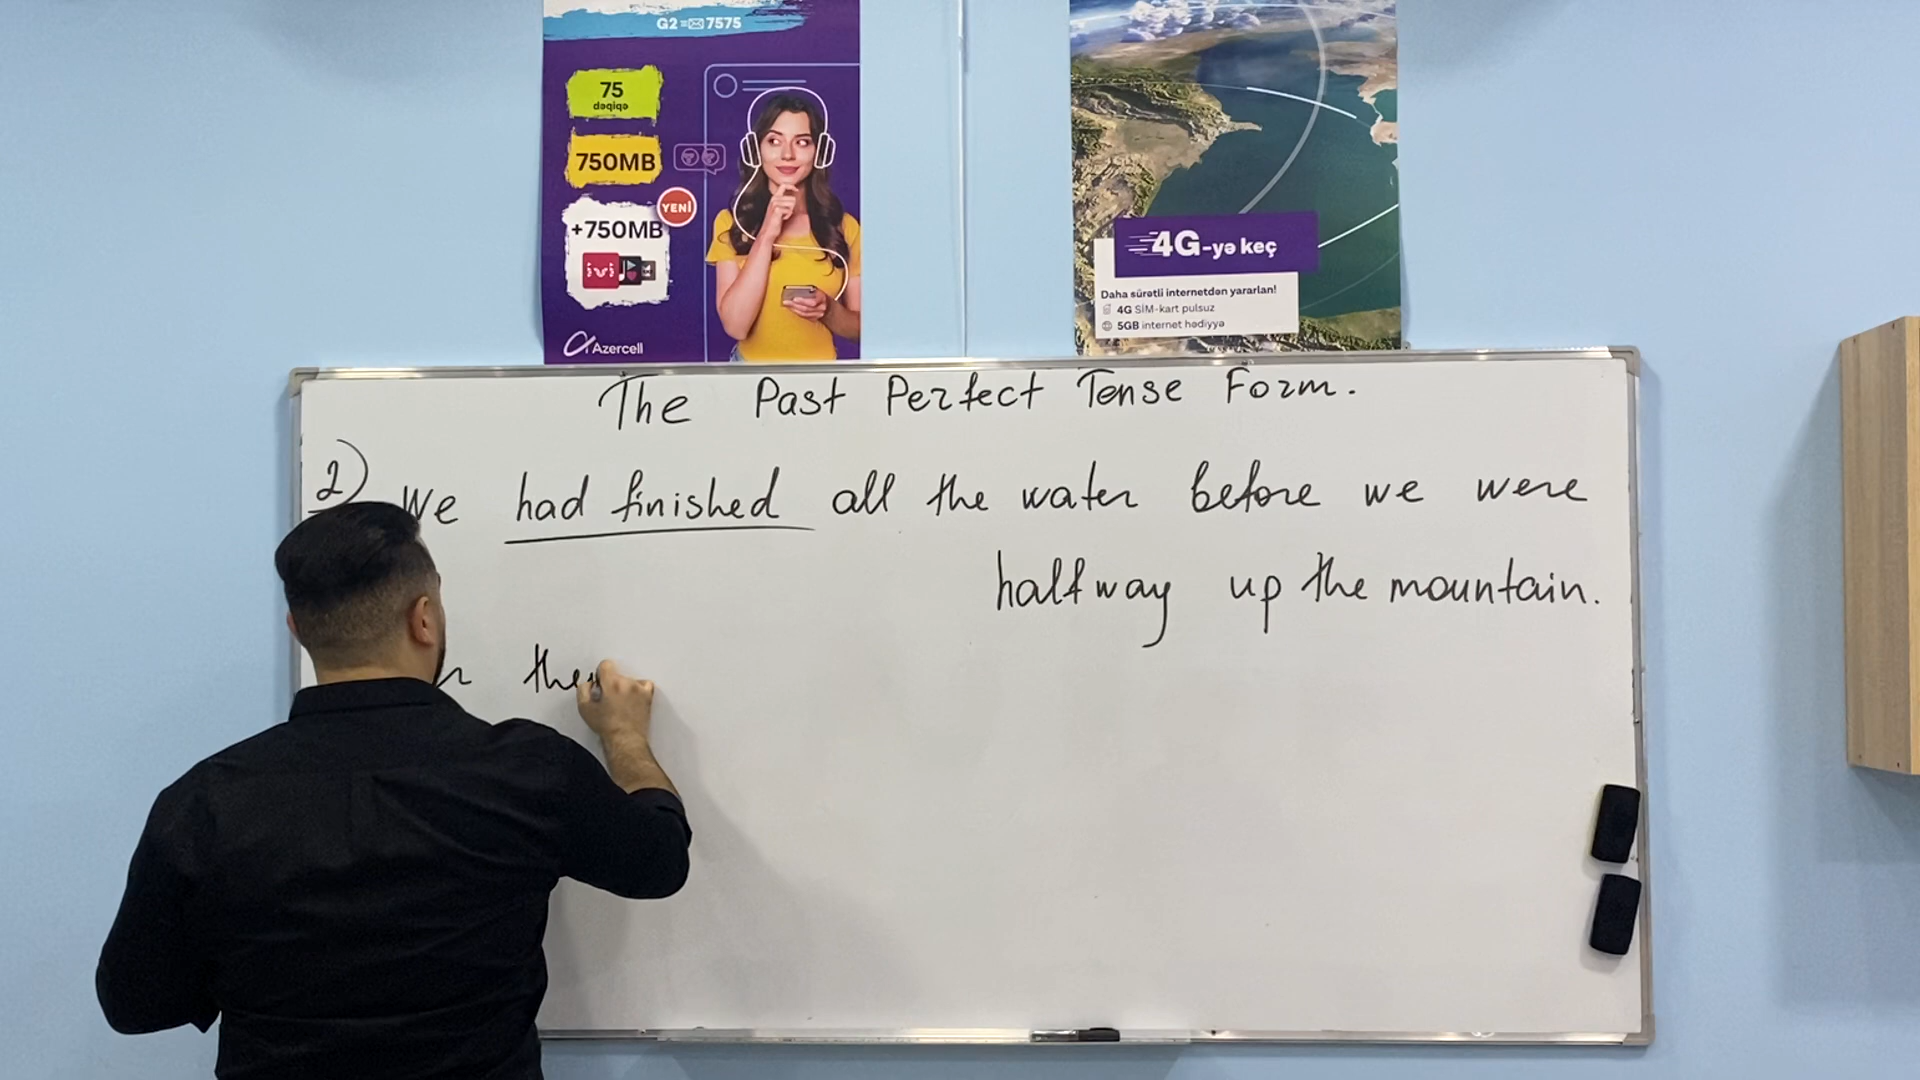 G2 ⇒ 7575
75
dəqiqə
750MB
YENİ
+750MB
ivi
Azercell
4G-yə keç
Daha sürətli internetdən yararlan!
4G SİM-kart pulsuz
5GB internet hədiyyə
The Past Perfect Tense Form.
2) We had finished all the water before we were
halfway up the mountain.
the